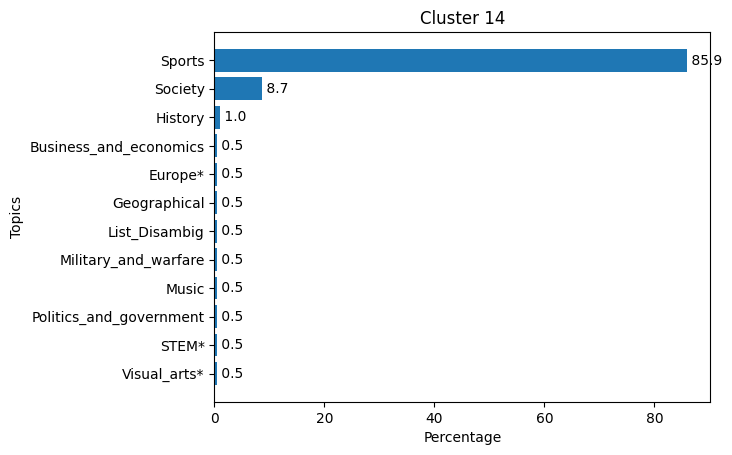 Cluster 14
Topics
Sports 85.9
Society 8.7
History 1.0
Business_and_economics 0.5
Europe* 0.5
Geographical 0.5
List_Disambig 0.5
Military_and_warfare 0.5
Music 0.5
Politics_and_government 0.5
STEM* 0.5
Visual_arts* 0.5
0 20 40 60 80
Percentage